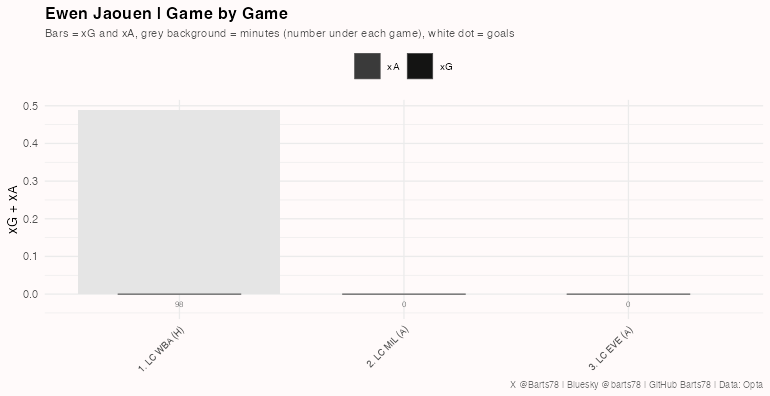 Ewen Jaouen | Game by Game
Bars = xG and xA, grey background = minutes (number under each game), white dot = goals
xA xG
xG + xA
0.5
0.4
0.3
0.2
0.1
0.0
98 0 0
1. LC WBA (H)
2. LC MIL (A)
3. LC EVE (A)
X @Barts78 | Bluesky @barts78 | GitHub Barts78 | Data: Opta